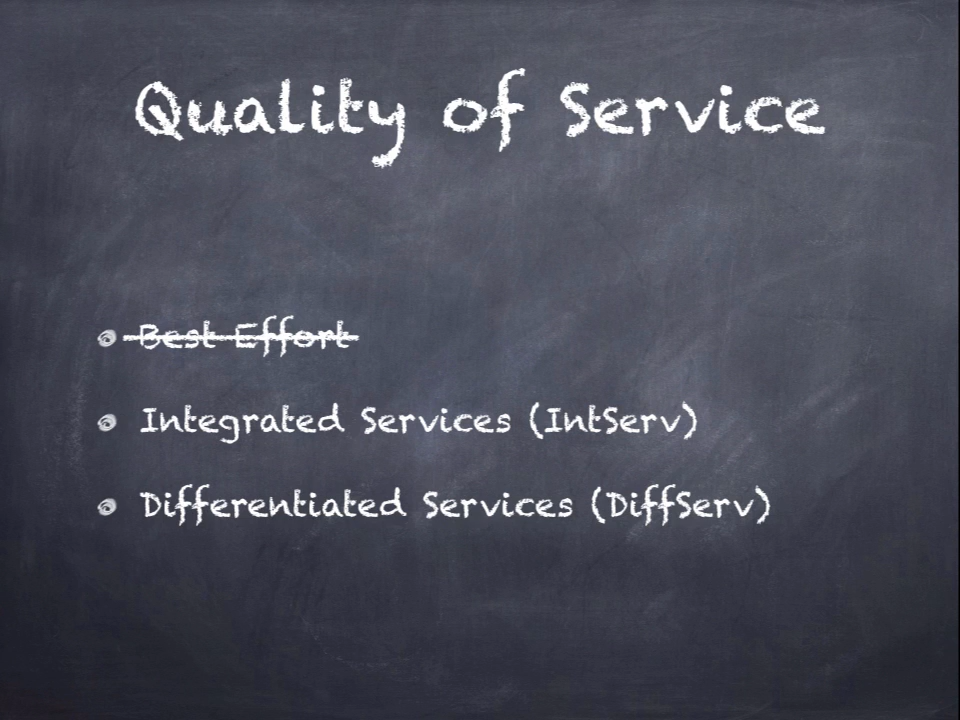 Quality of Service
Best Effort
Integrated Services (IntServ)
Differentiated Services (DiffServ)